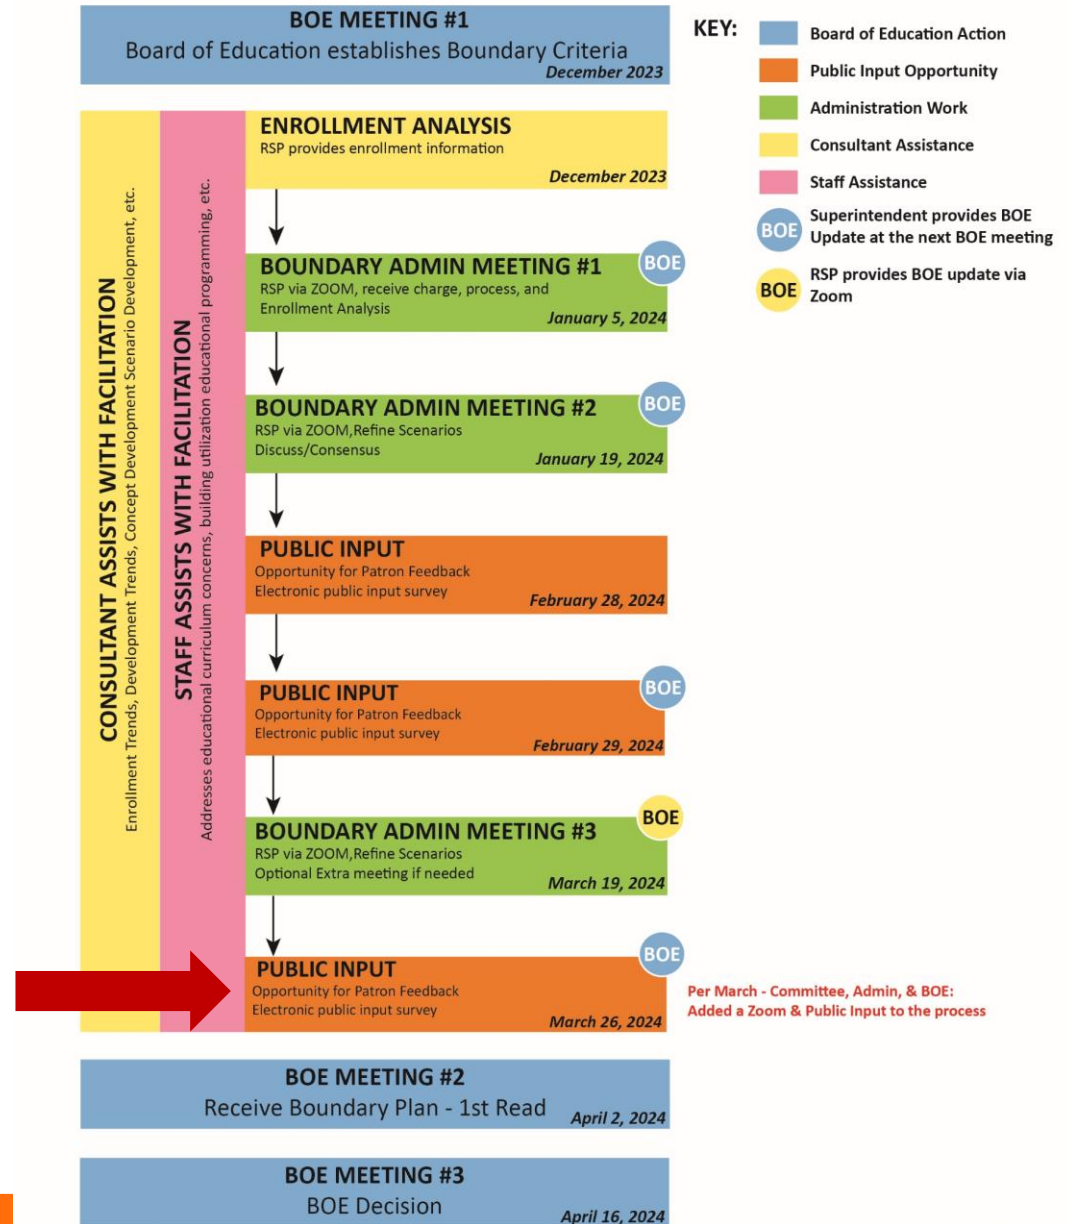 BOE MEETING #1
Board of Education establishes Boundary Criteria
December 2023
KEY:
Board of Education Action
Public Input Opportunity
Administration Work
Consultant Assistance
Staff Assistance
BOE
Superintendent provides BOE
Update at the next BOE meeting
BOE
RSP provides BOE update via
Zoom
CONSULTANT ASSISTS WITH FACILITATION
Enrollment Trends, Development Trends, Concept Development Scenario Development, etc.
STAFF ASSISTS WITH FACILITATION
Addresses educational curriculum concerns, building utilization educational programming, etc.
ENROLLMENT ANALYSIS
RSP provides enrollment information
December 2023
BOUNDARY ADMIN MEETING #1
BOE
RSP via ZOOM, receive charge, process, and
Enrollment Analysis
January 5, 2024
BOUNDARY ADMIN MEETING #2
BOE
RSP via ZOOM,Refine Scenarios
Discuss/Consensus
January 19, 2024
PUBLIC INPUT
Opportunity for Patron Feedback
Electronic public input survey
February 28, 2024
PUBLIC INPUT
BOE
Opportunity for Patron Feedback
Electronic public input survey
February 29, 2024
BOUNDARY ADMIN MEETING #3
BOE
RSP via ZOOM,Refine Scenarios
Optional Extra meeting if needed
March 19, 2024
PUBLIC INPUT
BOE
Opportunity for Patron Feedback
Electronic public input survey
March 26, 2024
Per March - Committee, Admin, & BOE:
Added a Zoom & Public Input to the process
BOE MEETING #2
Receive Boundary Plan - 1st Read
April 2, 2024
BOE MEETING #3
BOE Decision
April 16, 2024